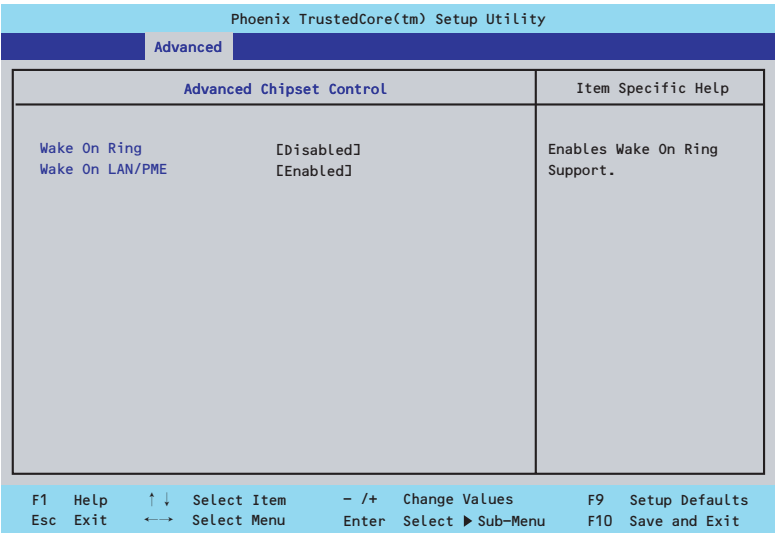 Phoenix TrustedCore(tm) Setup Utility
Advanced
Advanced Chipset Control
Item Specific Help
Wake On Ring [Disabled]
Wake On LAN/PME [Enabled]
Enables Wake On Ring
Support.
F1 Help ↑↓ Select Item - /+ Change Values F9 Setup Defaults
Esc Exit ←→ Select Menu Enter Select ▶ Sub-Menu F10 Save and Exit